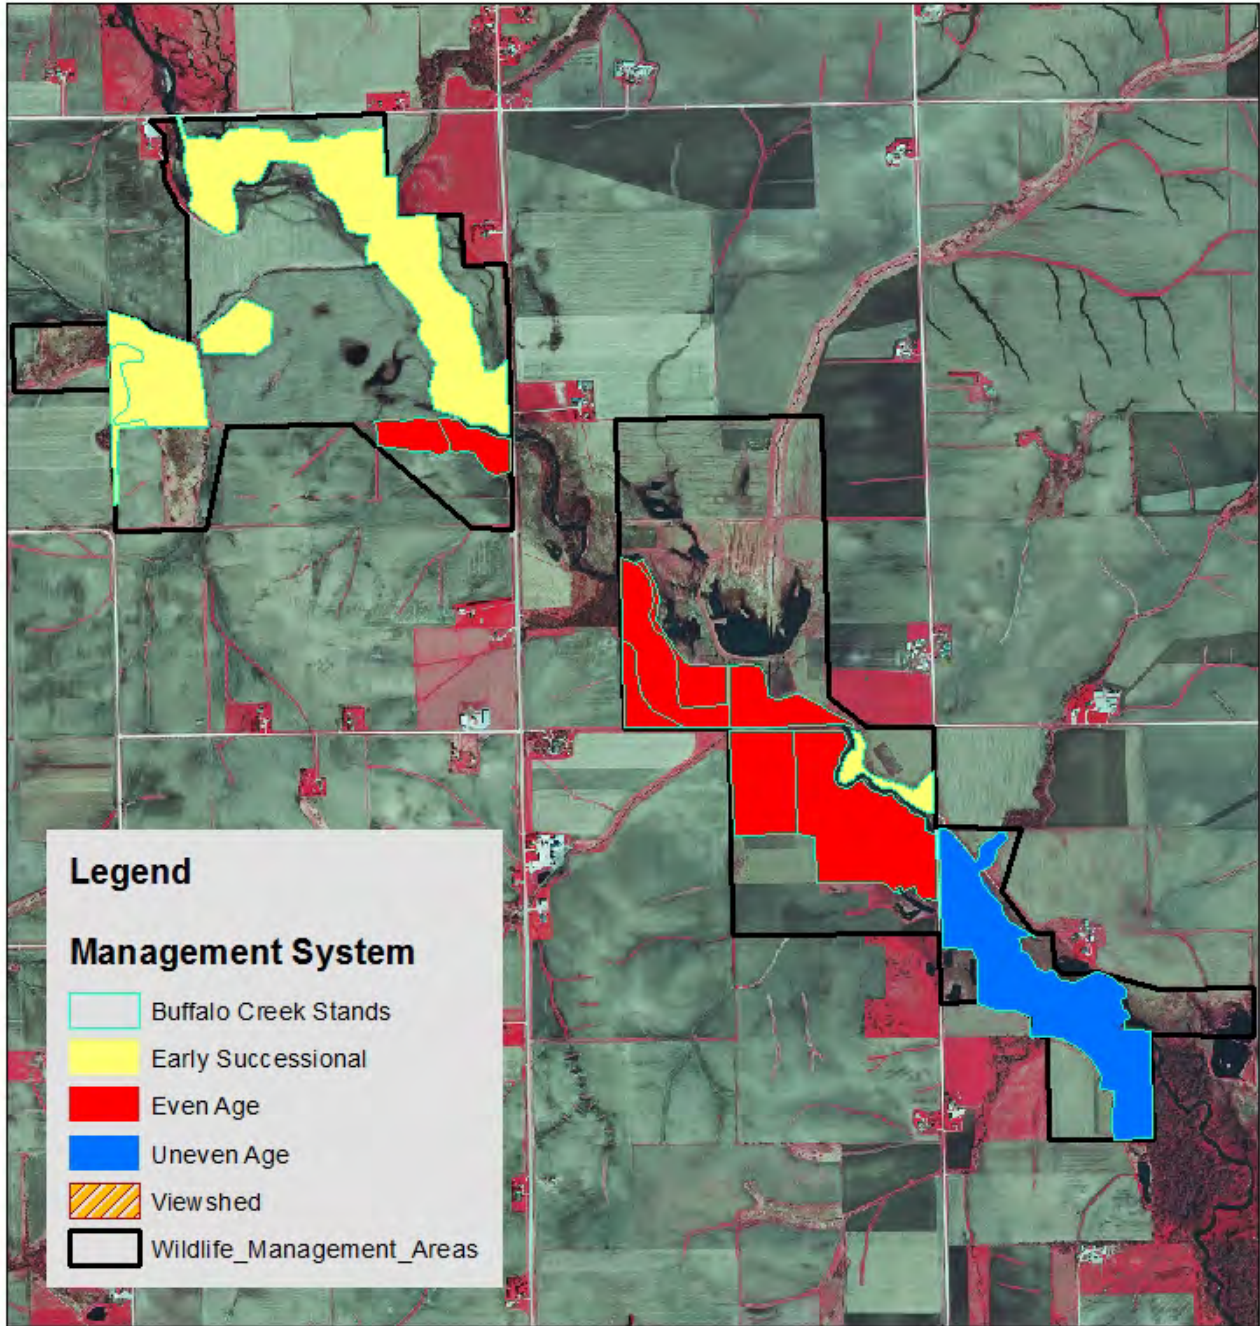 Legend
Management System
Buffalo Creek Stands
Early Successional
Even Age
Uneven Age
Viewshed
Wildlife_Management_Areas